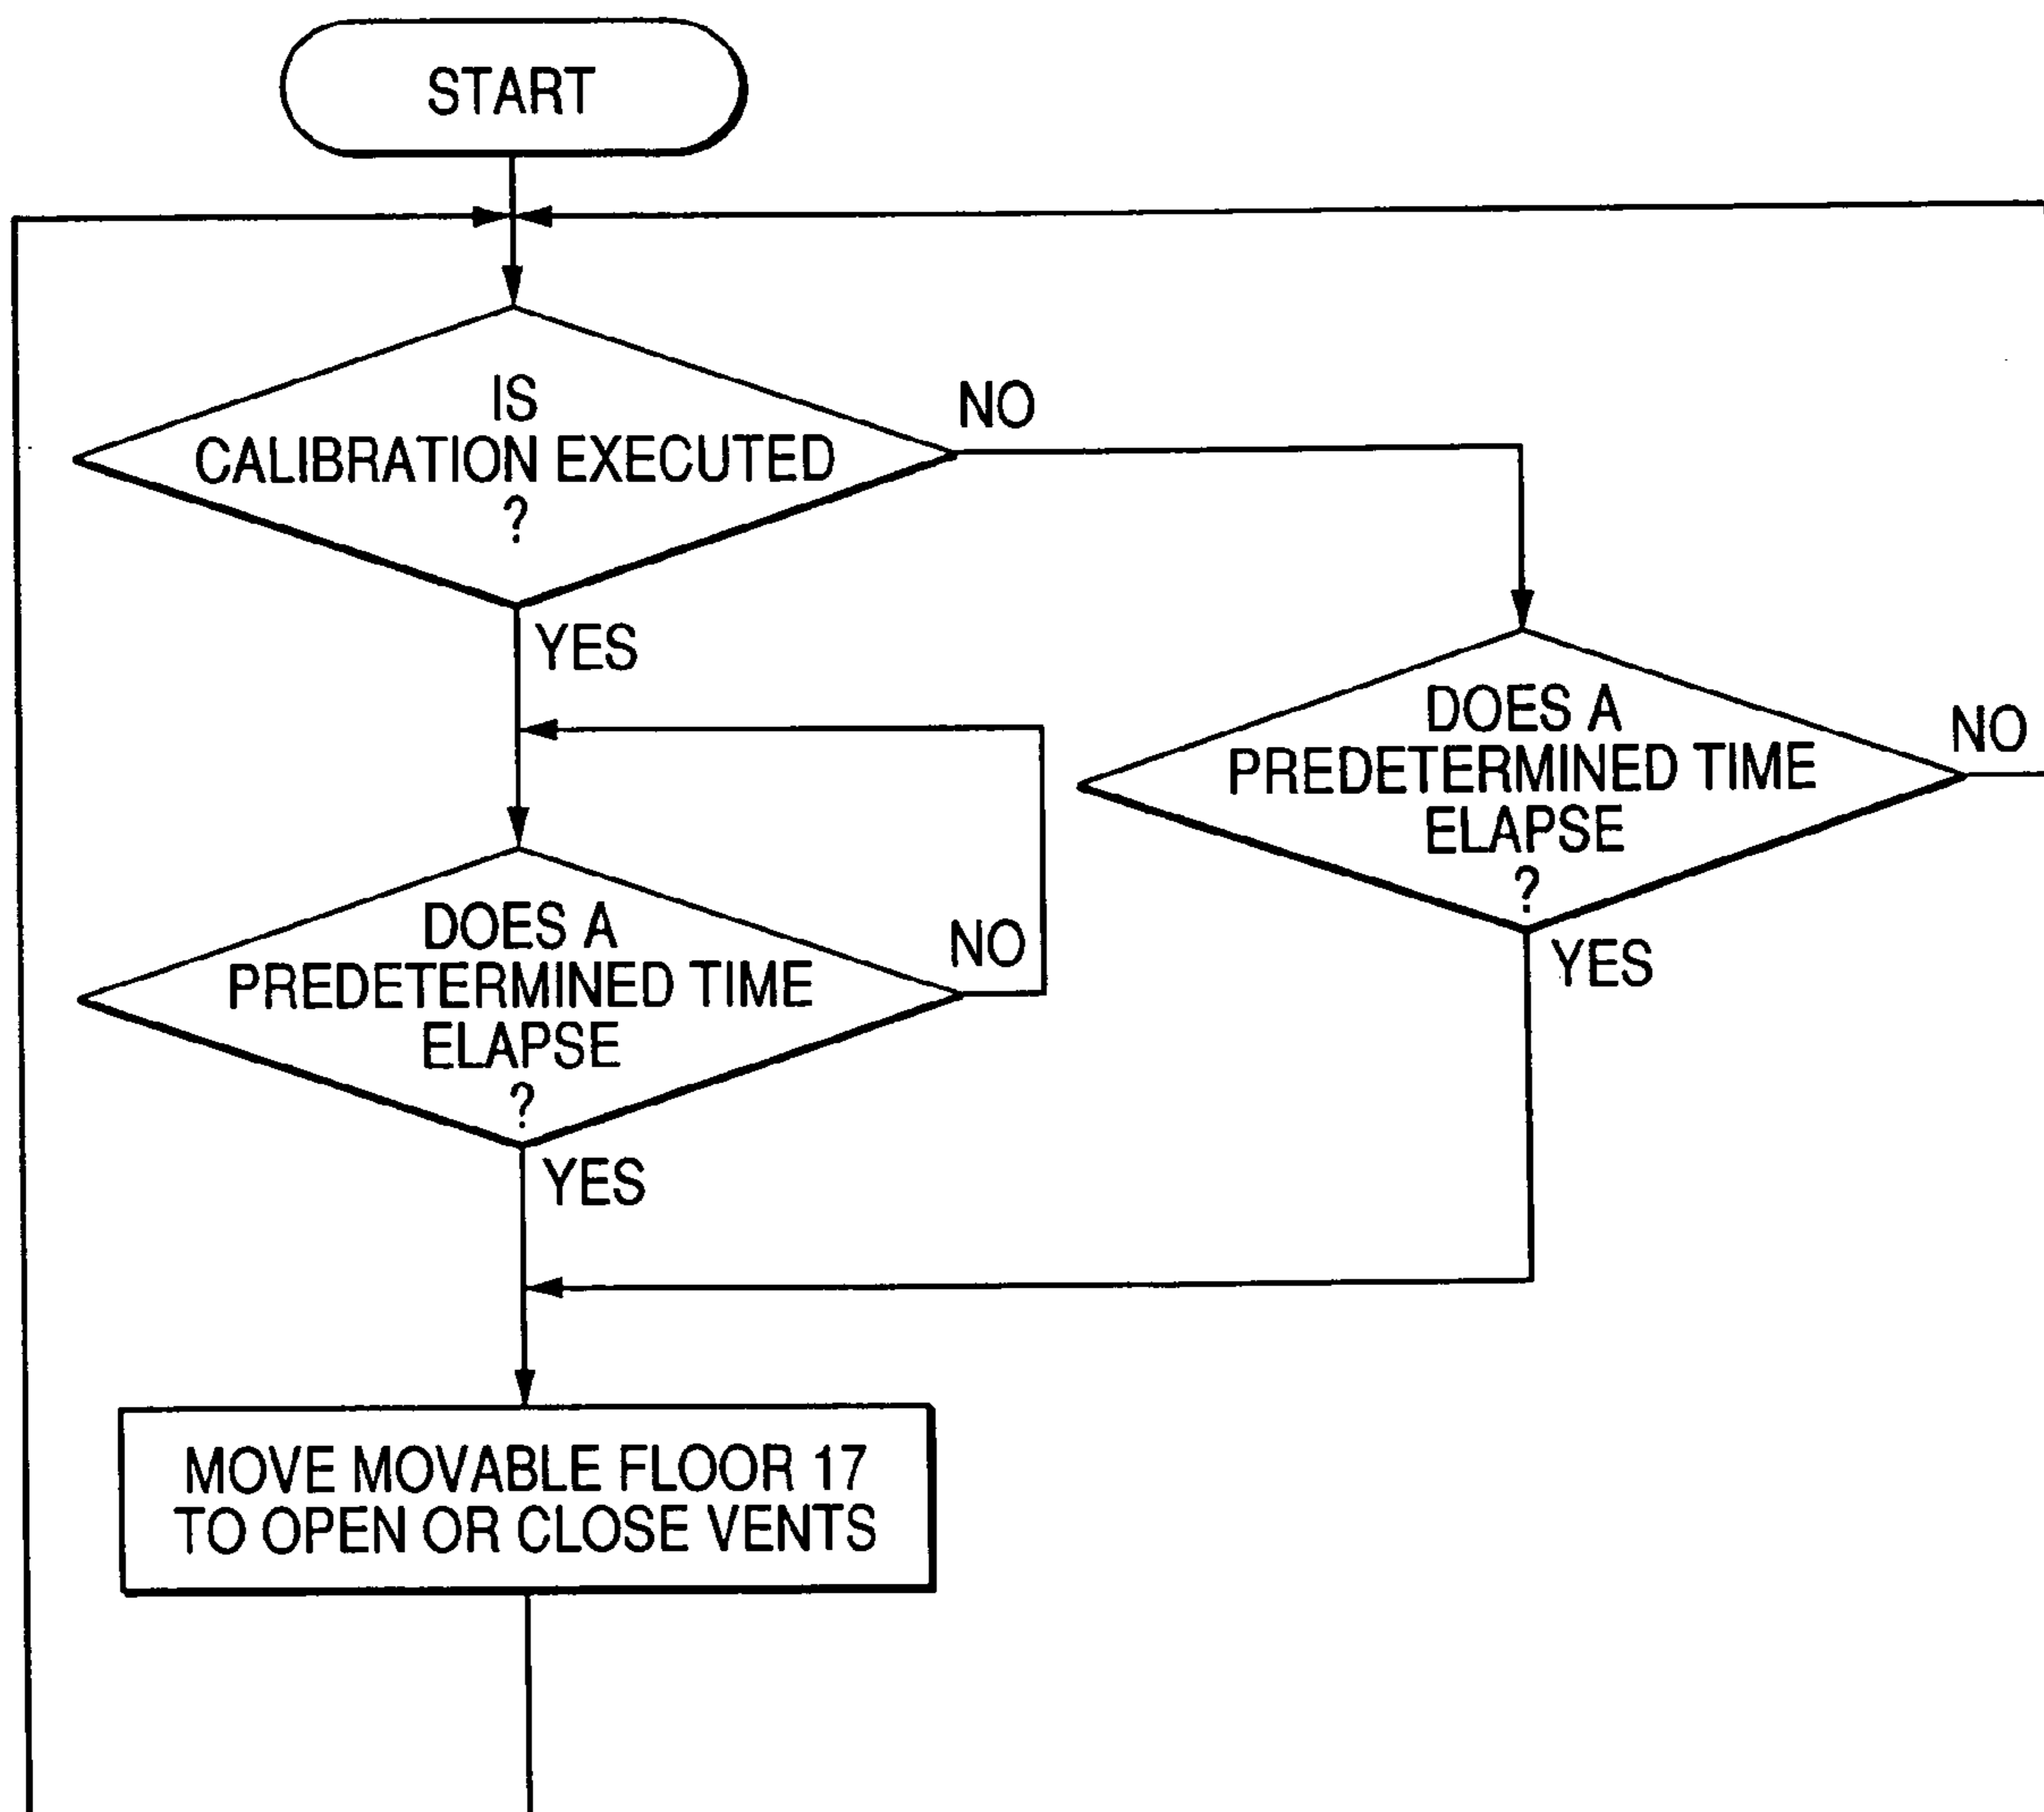 START
IS
CALIBRATION EXECUTED
?
NO
YES
DOES A
PREDETERMINED TIME
ELAPSE
?
NO
YES
DOES A
PREDETERMINED TIME
ELAPSE
?
NO
YES
MOVE MOVABLE FLOOR 17
TO OPEN OR CLOSE VENTS